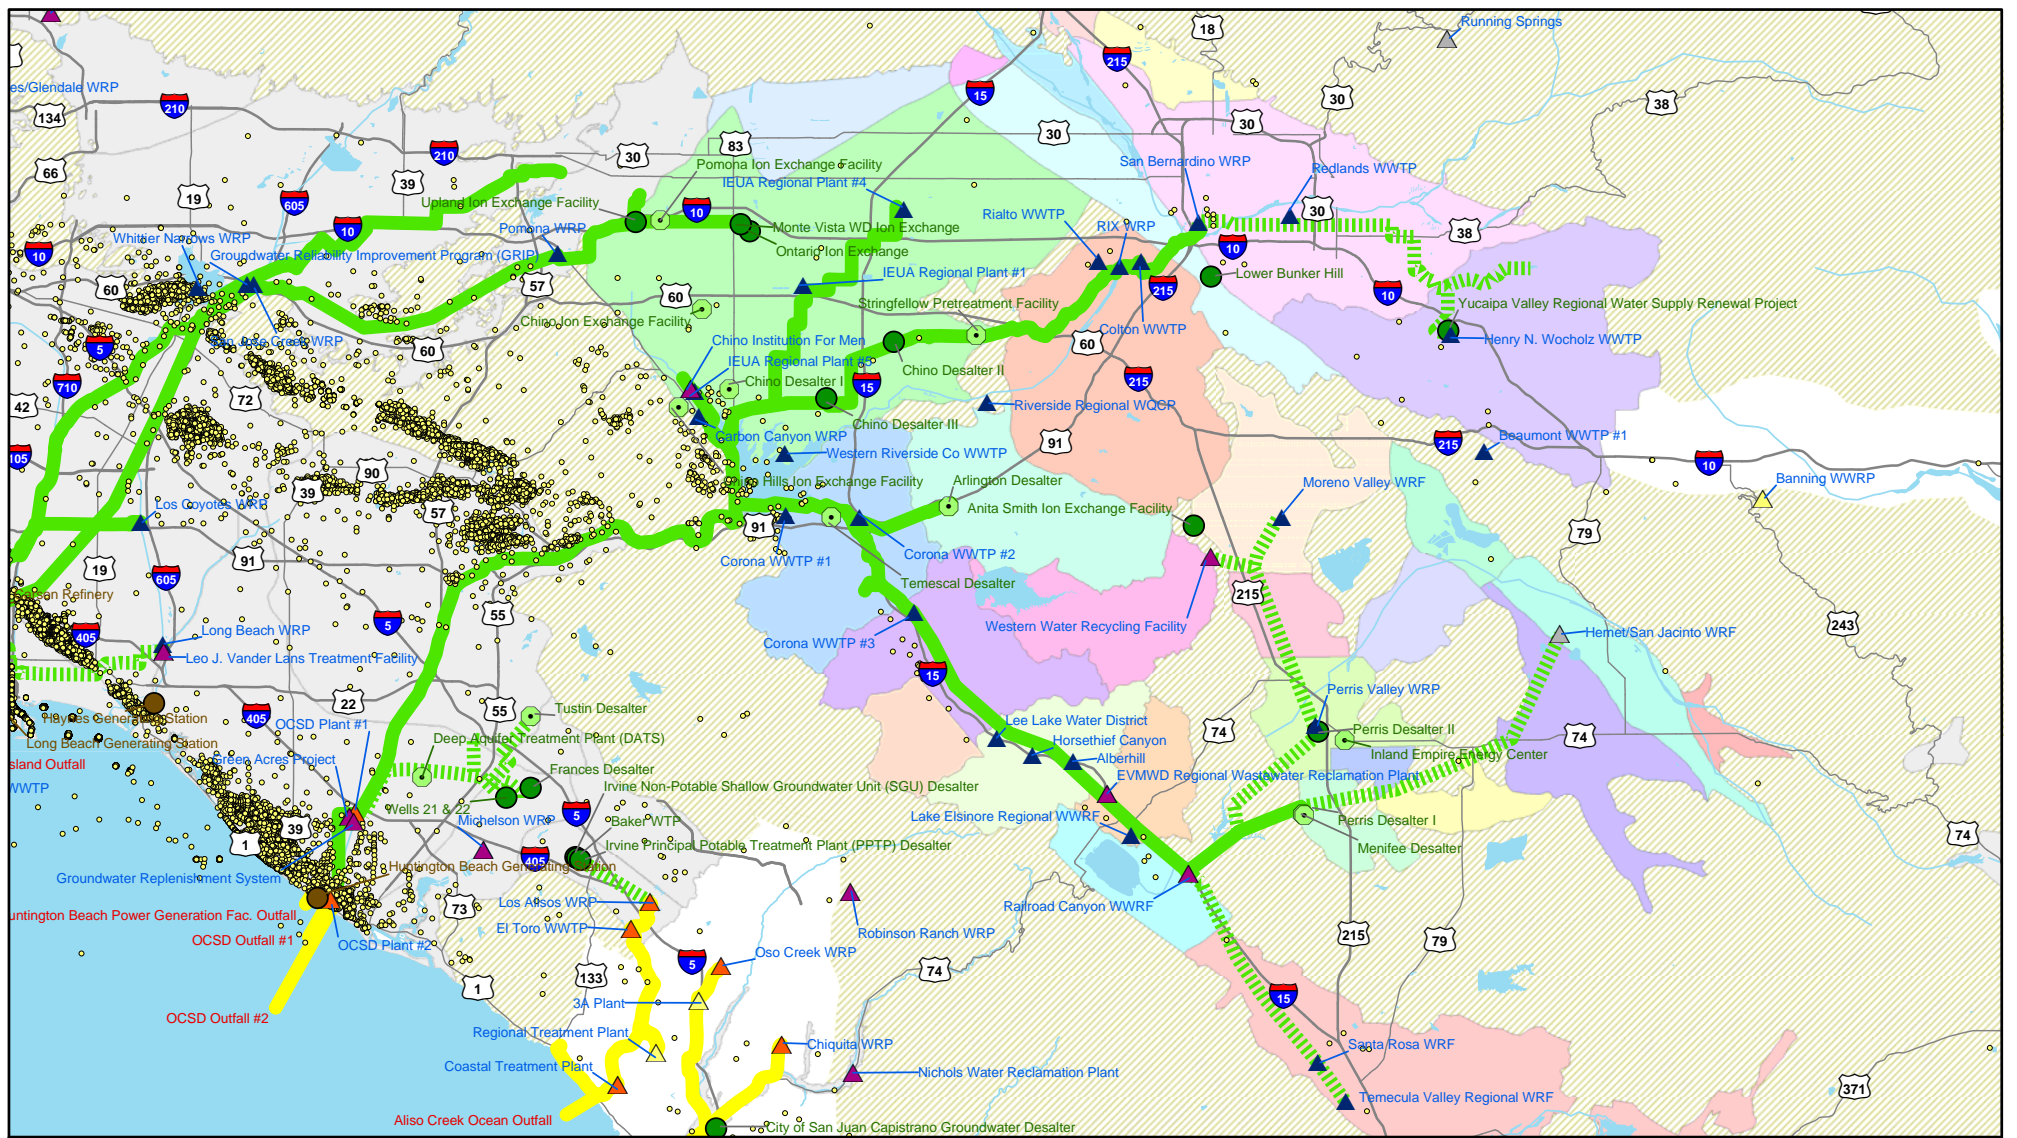 Running Springs
18
215
es/Glendale WRP
15
30
38
210
134
30
30
83
210
30
San Bernardino WRP
Pomona Ion Exchange Facility
Redlands WWTP
66
39
IEUA Regional Plant #4
19
605
Upland Ion Exchange Facility
10
Rialto WWTP
30
10
Pomona WRP
Monte Vista WD Ion Exchange
RIX WRP
38
Whittier Narrows WRP
10
Ontario Ion Exchange
10
Groundwater Reliability Improvement Program (GRIP)
IEUA Regional Plant #1
Lower Bunker Hill
60
57
60
215
10
Stringfellow Pretreatment Facility
Yucaipa Valley Regional Water Supply Renewal Project
Chino Ion Exchange Facility
Colton WWTP
San Jose Creek WRP
Chino Institution For Men
Henry N. Wocholz WWTP
5
60
60
IEUA Regional Plant #5
Chino Desalter II
710
Chino Desalter I
15
215
42
72
Riverside Regional WQCP
Chino Desalter III
Carbon Canyon WRP
91
215
Beaumont WWTP #1
105
Western Riverside Co WWTP
10
90
Chino Hills Ion Exchange Facility
Arlington Desalter
Moreno Valley WRF
Banning WWRP
39
Los Coyotes WRP
57
Anita Smith Ion Exchange Facility
91
79
91
Corona WWTP #1
Corona WWTP #2
19
605
Temescal Desalter
Carson Refinery
215
55
5
Western Water Recycling Facility
243
405
Long Beach WRP
Corona WWTP #3
Hemet/San Jacinto WRF
Leo J. Vander Lans Treatment Facility
15
Perris Valley WRP
22
55
Tustin Desalter
405
Haynes Generating Station
OCSD Plant #1
Lee Lake Water District
74
Perris Desalter II
74
Long Beach Generating Station
Deep Aquifer Treatment Plant (DATS)
Horsethief Canyon
Inland Empire Energy Center
sland Outfall
Green Acres Project
Frances Desalter
Alberhill
EVMWD Regional Wastewater Reclamation Plant
WWTP
Irvine Non-Potable Shallow Groundwater Unit (SGU) Desalter
Wells 21 & 22
5
Lake Elsinore Regional WWRF
Perris Desalter I
39
Michelson WRP
Baker WTP
74
1
Irvine Principal Potable Treatment Plant (PPTP) Desalter
Menifee Desalter
405
Huntington Beach Generating Station
Groundwater Replenishment System
Los Alisos WRP
Railroad Canyon WWRF
73
untington Beach Power Generation Fac. Outfall
El Toro WWTP
Robinson Ranch WRP
215
79
OCSD Outfall #1
OCSD Plant #2
Oso Creek WRP
5
133
74
1
15
3A Plant
OCSD Outfall #2
Regional Treatment Plant
Chiquita WRP
Santa Rosa WRF
Coastal Treatment Plant
Nichols Water Reclamation Plant
371
Temecula Valley Regional WRF
Aliso Creek Ocean Outfall
City of San Juan Capistrano Groundwater Desalter